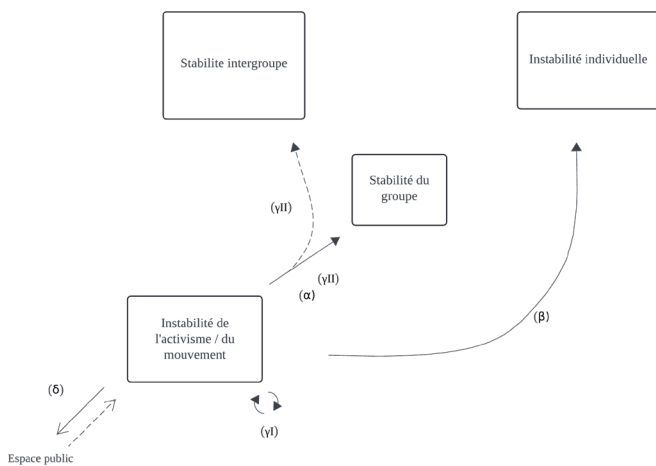 Stabilite intergroupe
Instabilité individuelle
Stabilité du
groupe
(γII)
(γII)
(α)
Instabilité de
l'activisme / du
mouvement
(β)
(δ)
(γI)
Espace public